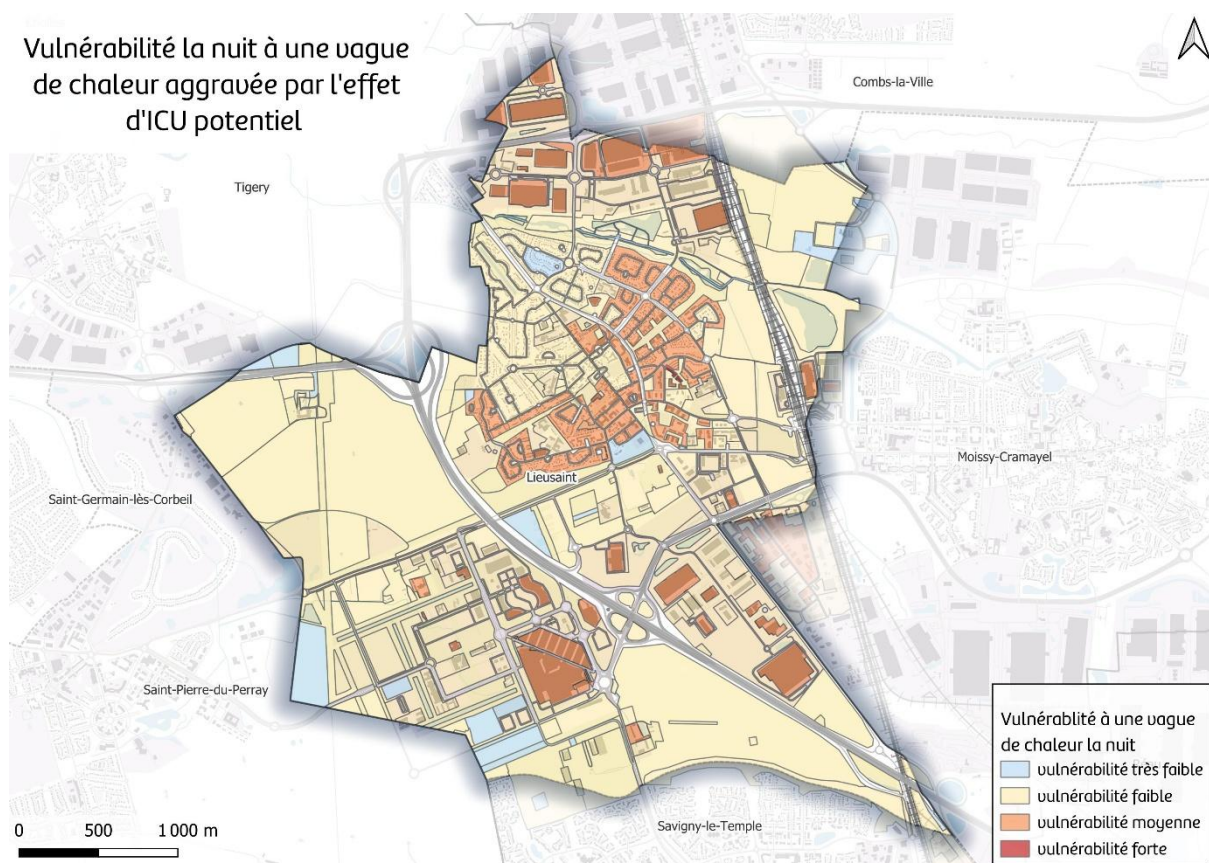 Vulnérabilité la nuit à une vague
de chaleur aggravée par l'effet
d'ICU potentiel
Combs-la-Ville
Tigery
Moissy-Cramayel
Lieusaint
Saint-Germain-lès-Corbeil
Saint-Pierre-du-Perray
Savigny-le-Temple
Vulnérablité à une vague
de chaleur la nuit
vulnérabilité très faible
vulnérabilité faible
vulnérabilité moyenne
vulnérabilité forte
0 500 1 000 m